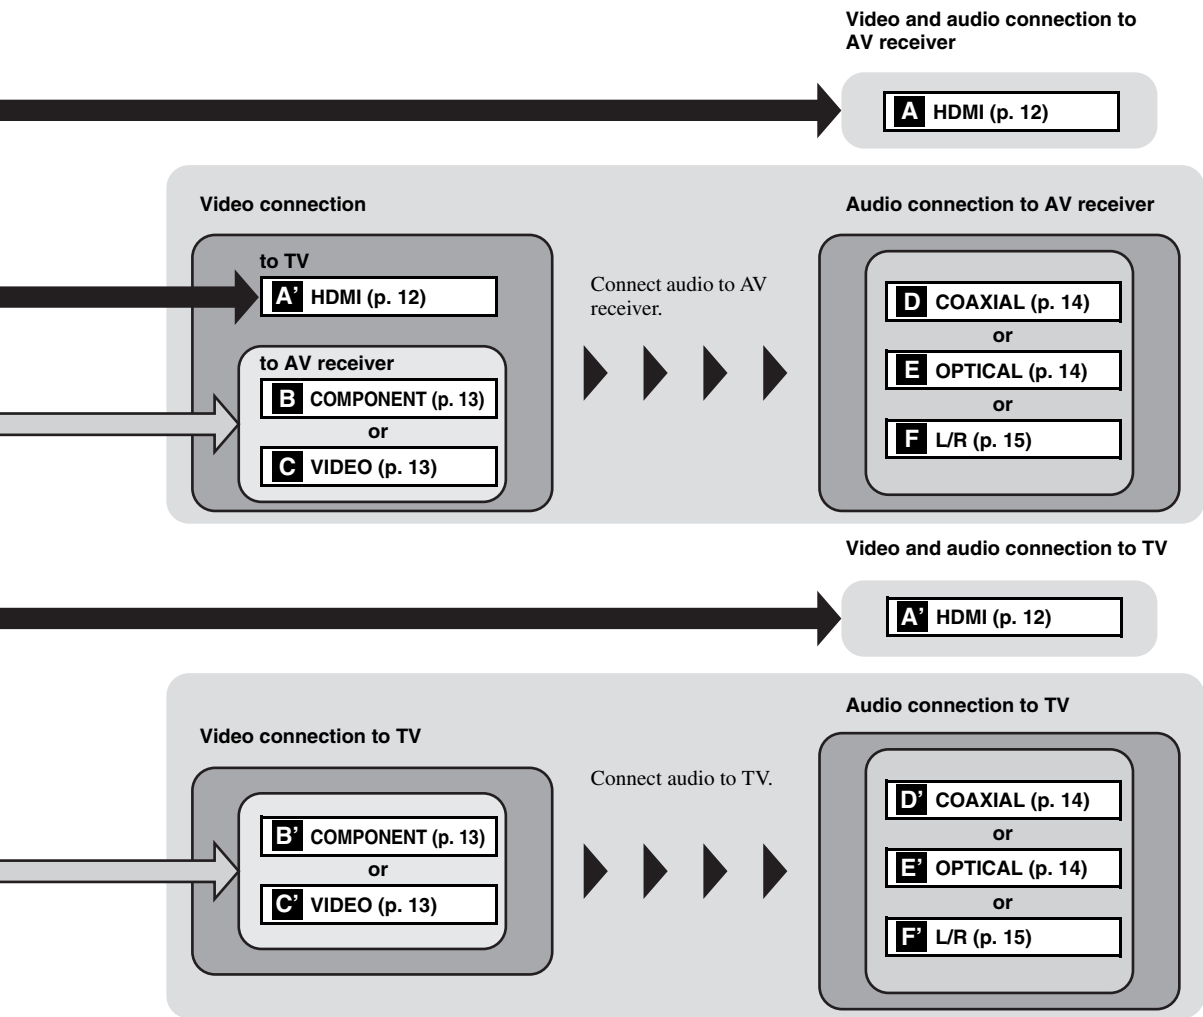 Video and audio connection to
AV receiver
A HDMI (p. 12)
Video connection
to TV
A’ HDMI (p. 12)
to AV receiver
B COMPONENT (p. 13)
or
C VIDEO (p. 13)
Connect audio to AV
receiver.
Audio connection to AV receiver
D COAXIAL (p. 14)
or
E OPTICAL (p. 14)
or
F L/R (p. 15)
Video and audio connection to TV
A’ HDMI (p. 12)
Video connection to TV
B’ COMPONENT (p. 13)
or
C’ VIDEO (p. 13)
Connect audio to TV.
Audio connection to TV
D’ COAXIAL (p. 14)
or
E’ OPTICAL (p. 14)
or
F’ L/R (p. 15)